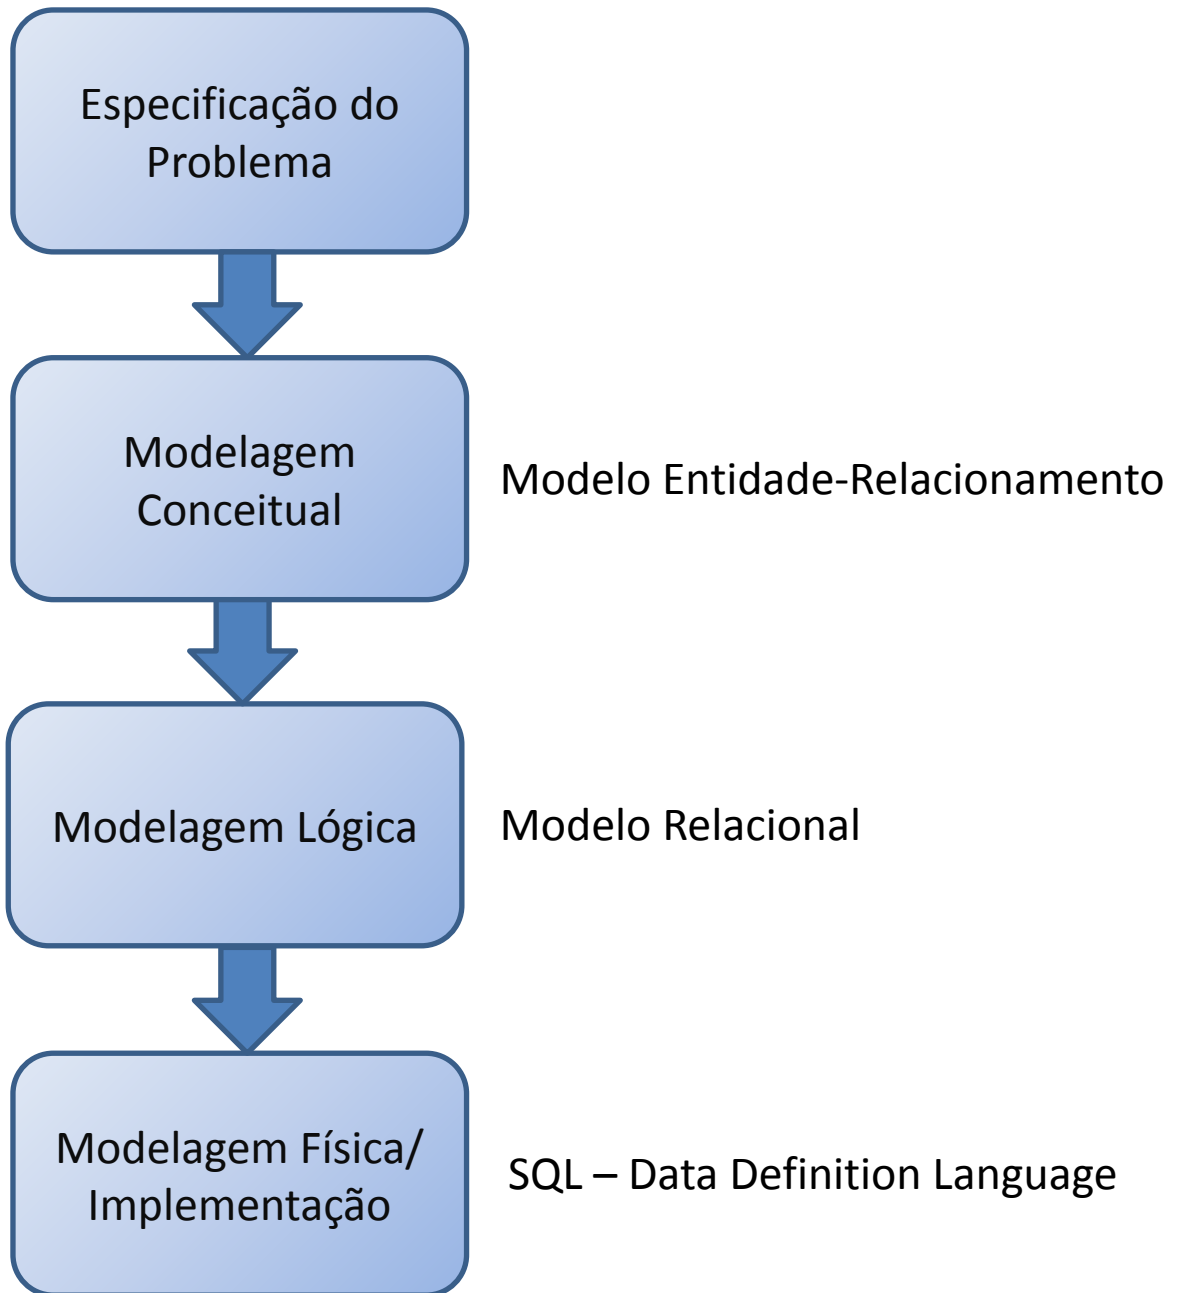 Especificação do
Problema
Modelagem
Conceitual
Modelo Entidade-Relacionamento
Modelagem Lógica
Modelo Relacional
Modelagem Física/
Implementação
SQL – Data Definition Language